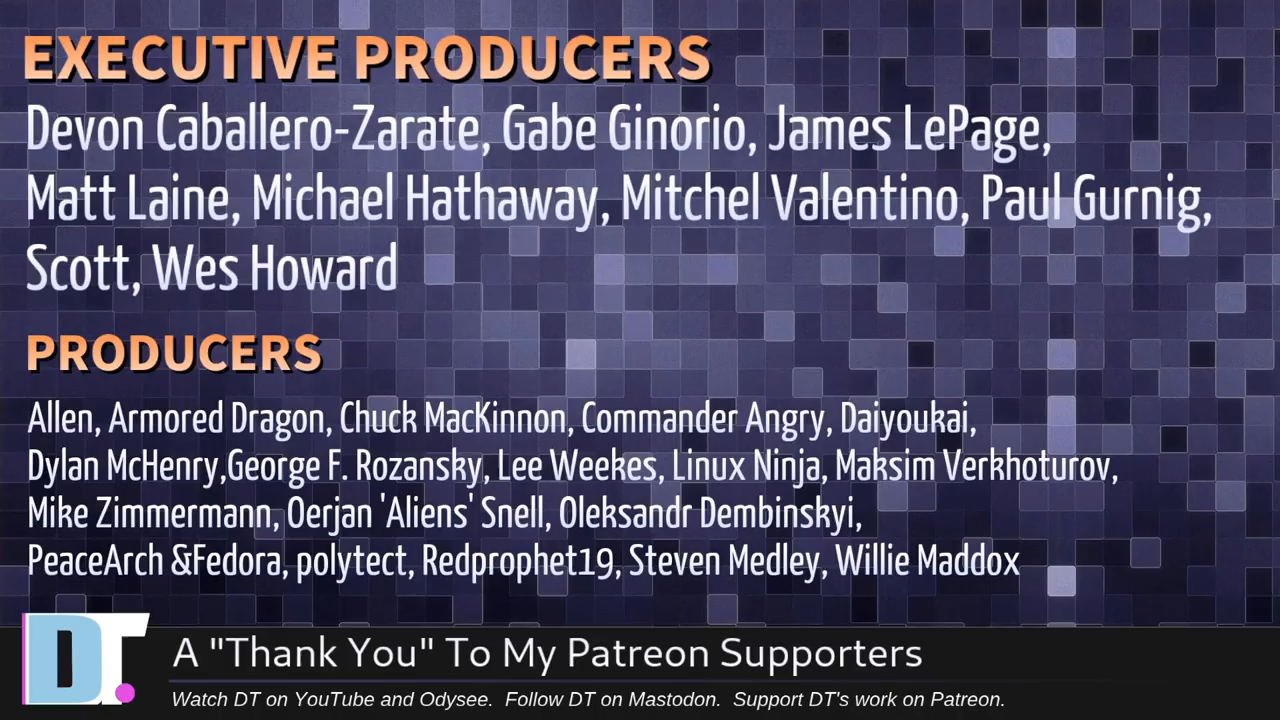 EXECUTIVE PRODUCERS
Devon Caballero-Zarate, Gabe Ginorio, James LePage,
Matt Laine, Michael Hathaway, Mitchel Valentino, Paul Gurnig,
Scott, Wes Howard
PRODUCERS
Allen, Armored Dragon, Chuck MacKinnon, Commander Angry, Daiyoukai,
Dylan McHenry,George F. Rozansky, Lee Weekes, Linux Ninja, Maksim Verkhoturov,
Mike Zimmermann, Oerjan 'Aliens' Snell, Oleksandr Dembinskyi,
PeaceArch &Fedora, polytect, Redprophet19, Steven Medley, Willie Maddox
DT.
A "Thank You" To My Patreon Supporters
Watch DT on YouTube and Odysee. Follow DT on Mastodon. Support DT's work on Patreon.